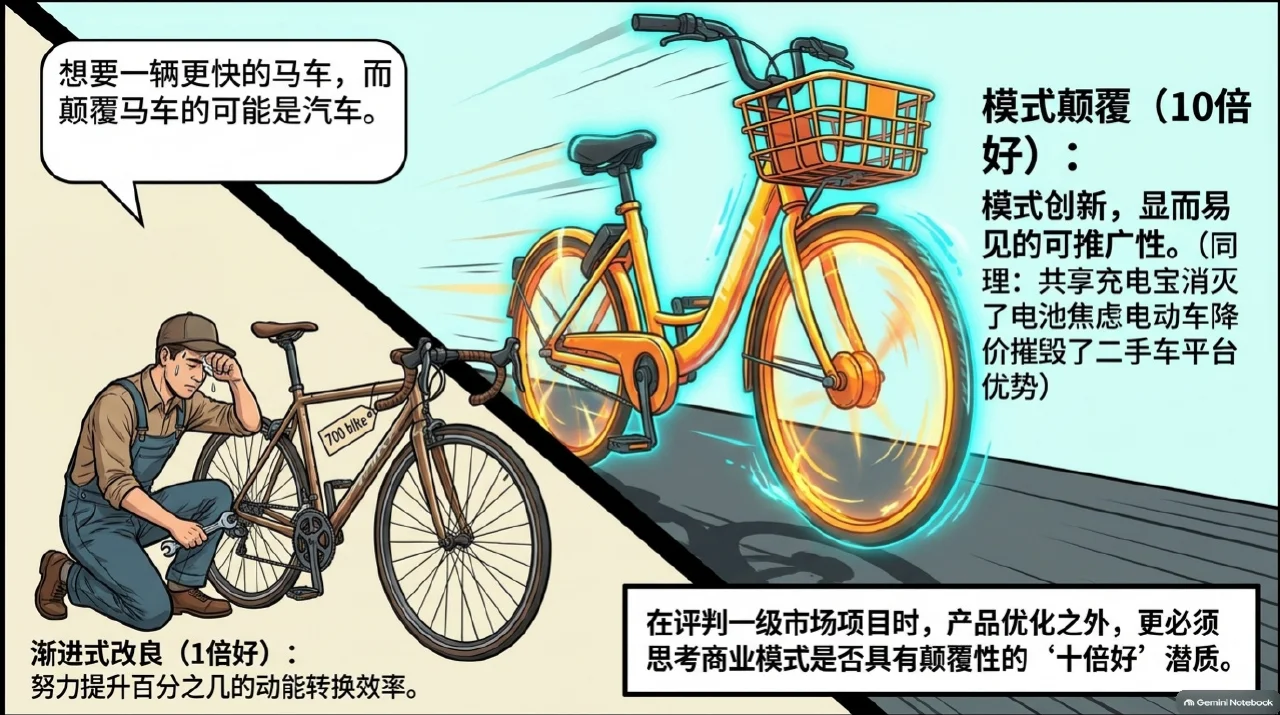 想要一辆更快的马车，而
颠覆马车的可能是汽车。
模式颠覆（10倍
好）：
模式创新，显而易
见的可推广性。（同
理：共享充电宝消灭
了电池焦虑电动车降
价摧毁了二手车平台
优势）
700 bike
渐进式改良（1倍好）：
努力提升百分之几的动能转换效率。
在评判一级市场项目时，产品优化之外，更必须
思考商业模式是否具有颠覆性的‘十倍好’潜质。
Gemini Notebook